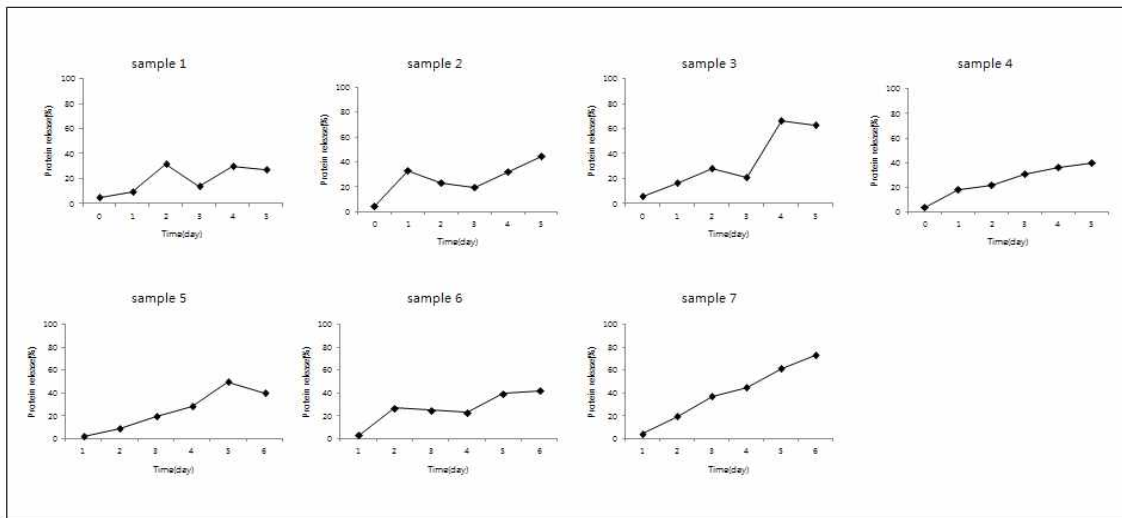 sample 1
Protein release(%)
100
80
60
40
20
0
0 1 2 3 4 5
Time(day)
sample 2
Protein release(%)
100
80
60
40
20
0
0 1 2 3 4 5
Time(day)
sample 3
Protein release(%)
100
80
60
40
20
0
0 1 2 3 4 5
Time(day)
sample 4
Protein release(%)
100
80
60
40
20
0
0 1 2 3 4 5
Time(day)
sample 5
Protein release(%)
100
80
60
40
20
0
1 2 3 4 5 6
Time(day)
sample 6
Protein release(%)
100
80
60
40
20
0
1 2 3 4 5 6
Time(day)
sample 7
Protein release(%)
100
80
60
40
20
0
1 2 3 4 5 6
Time(day)